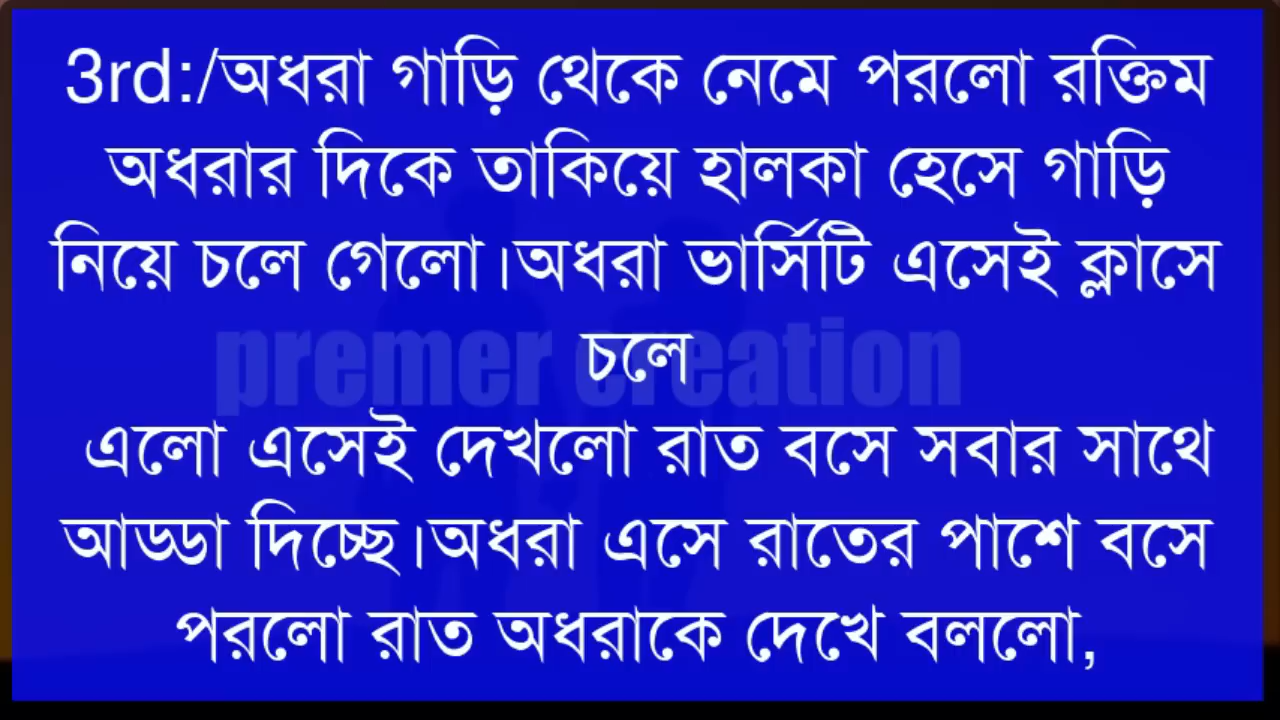 3rd:/অধরা গাড়ি থেকে নেমে পরলো রক্তিম
অধরার দিকে তাকিয়ে হালকা হেসে গাড়ি
নিয়ে চলে গেলো।অধরা ভার্সিটি এসেই ক্লাসে
চলে
premer creation
এলো এসেই দেখলো রাত বসে সবার সাথে
আড্ডা দিচ্ছে।অধরা এসে রাতের পাশে বসে
পরলো রাত অধরাকে দেখে বললো,